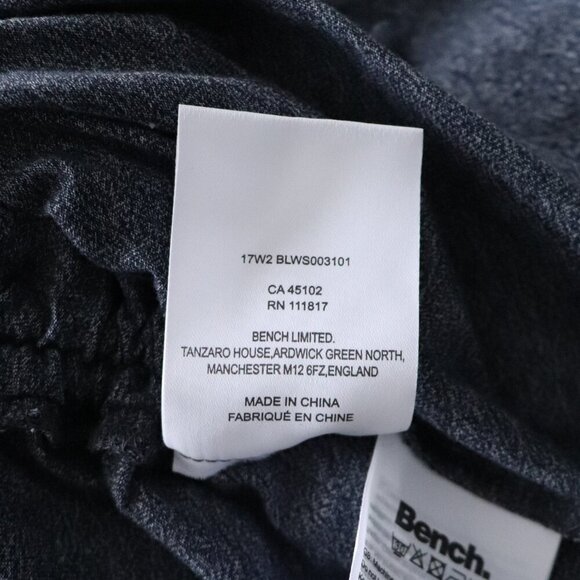 17W2 BLWS003101
CA 45102
RN 111817
BENCH LIMITED.
TANZARO HOUSE,ARDWICK GREEN NORTH,
MANCHESTER M12 6FZ,ENGLAND
MADE IN CHINA
FABRIQUÉ EN CHINE
Bench.